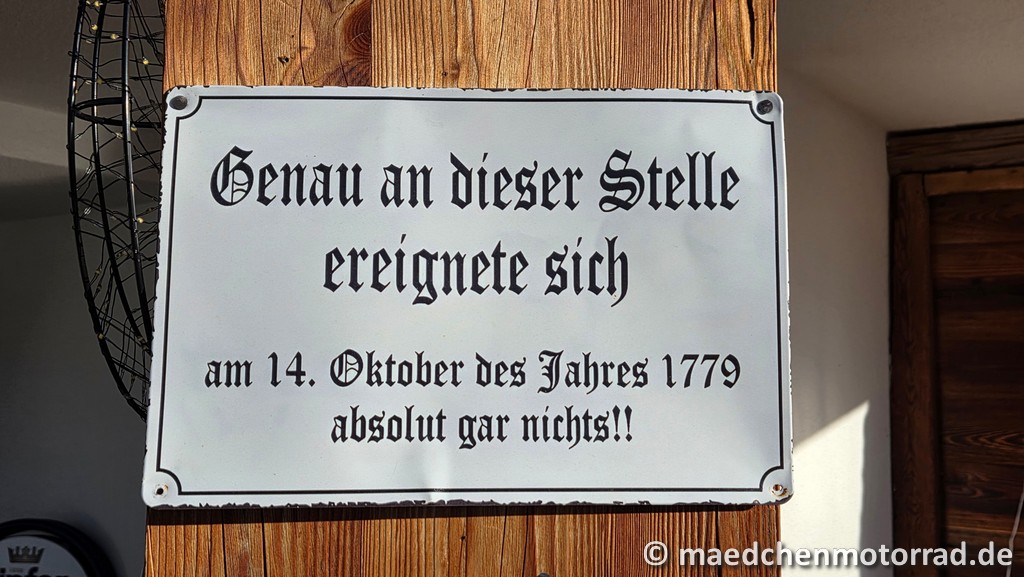 Genau an dieser Stelle
ereignete sich
am 14. Oktober des Jahres 1779
absolut gar nichts!!
© maedchenmotorrad.de